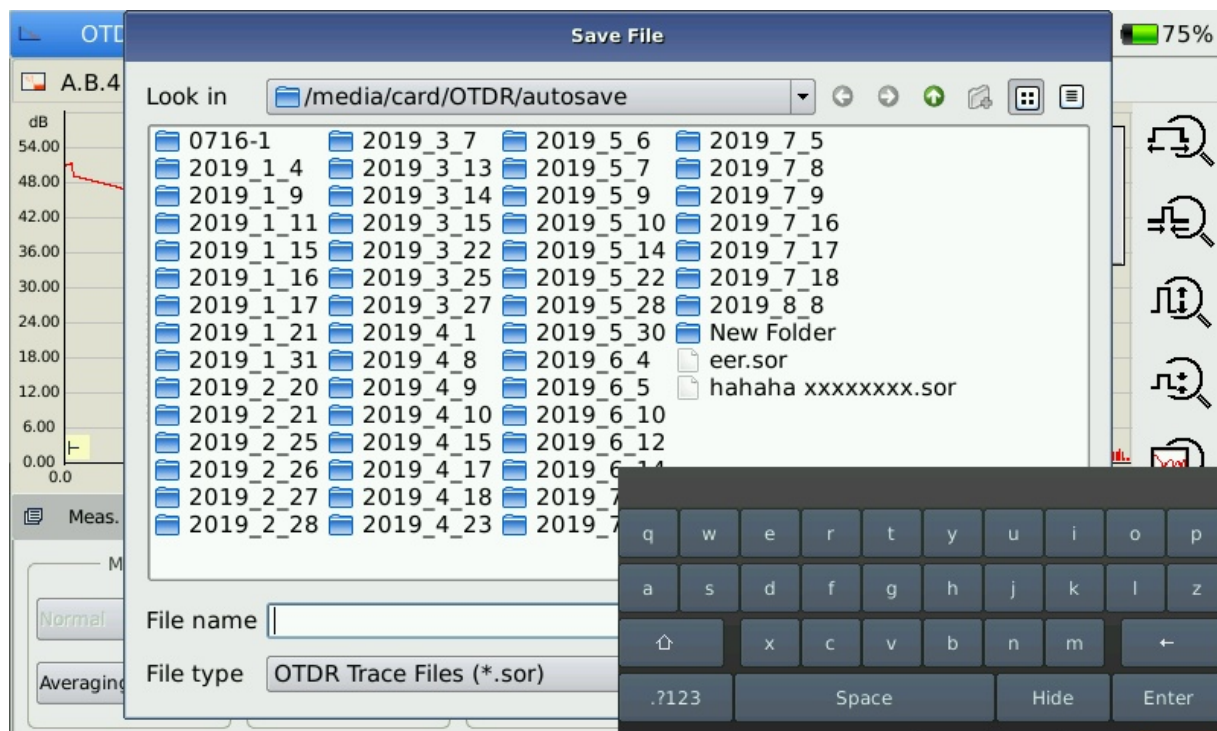 OTD
Save File
75%
A.B.4
Look in /media/card/OTDR/autosave
dB
54.00
48.00
42.00
36.00
30.00
24.00
18.00
12.00
6.00
0.00
0.0
0716-1 2019_3_7 2019_5_6 2019_7_5
2019_1_4 2019_3_13 2019_5_7 2019_7_8
2019_1_9 2019_3_14 2019_5_9 2019_7_9
2019_1_11 2019_3_15 2019_5_10 2019_7_16
2019_1_15 2019_3_22 2019_5_14 2019_7_17
2019_1_16 2019_3_25 2019_5_22 2019_7_18
2019_1_17 2019_3_27 2019_5_28 2019_8_8
2019_1_21 2019_4_1 2019_5_30 New Folder
2019_1_31 2019_4_8 2019_6_4 eer.sor
2019_2_20 2019_4_9 2019_6_5 hahaha xxxxxxxx.sor
2019_2_21 2019_4_10 2019_6_10
2019_2_25 2019_4_15 2019_6_12
2019_2_26 2019_4_17 2019_6_14
2019_2_27 2019_4_18 2019_7
2019_2_28 2019_4_23 2019_7
Meas.
M
Normal
Averaging
File name
File type OTDR Trace Files (*.sor)
q w e r t y u i o p
a s d f g h j k l z
x c v b n m ←
.?123 Space Hide Enter